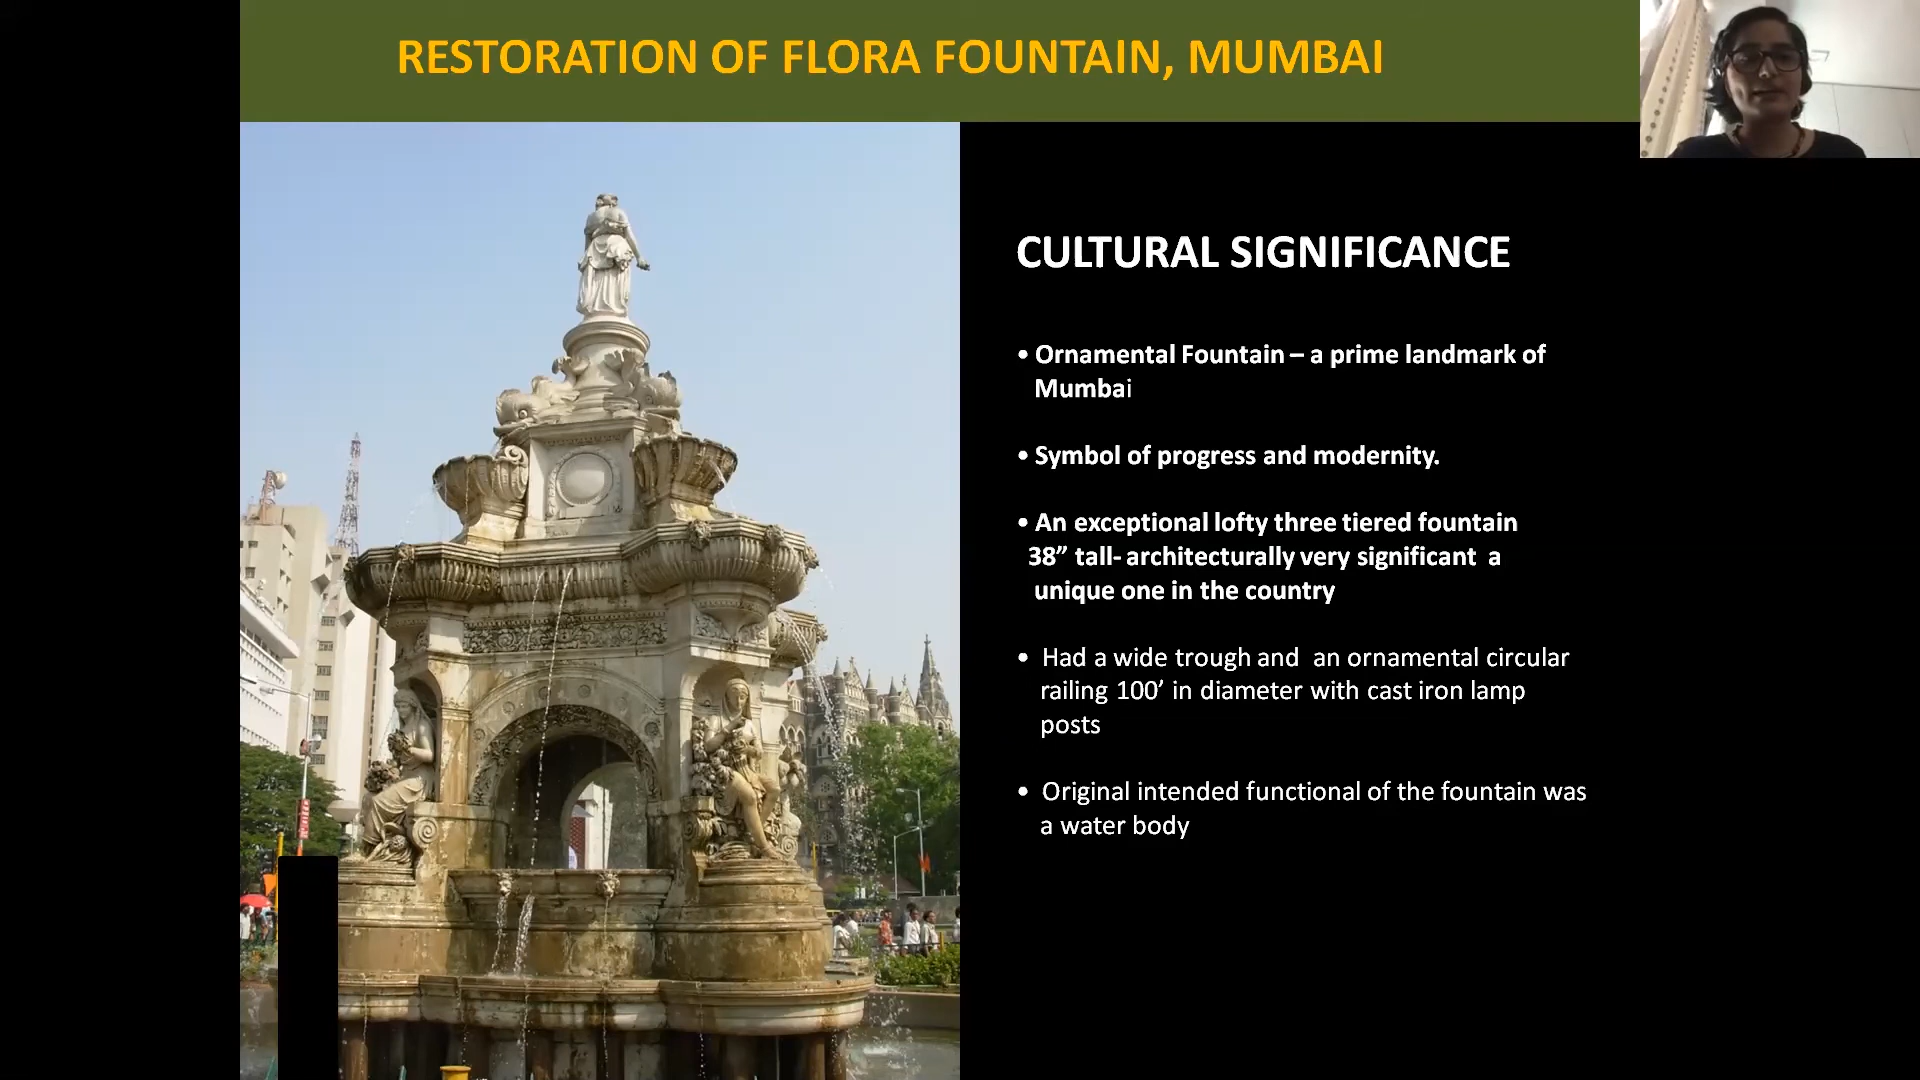 RESTORATION OF FLORA FOUNTAIN, MUMBAI
CULTURAL SIGNIFICANCE
• Ornamental Fountain – a prime landmark of
Mumbai
• Symbol of progress and modernity.
• An exceptional lofty three tiered fountain
38” tall- architecturally very significant a
unique one in the country
• Had a wide trough and an ornamental circular
railing 100’ in diameter with cast iron lamp
posts
• Original intended functional of the fountain was
a water body